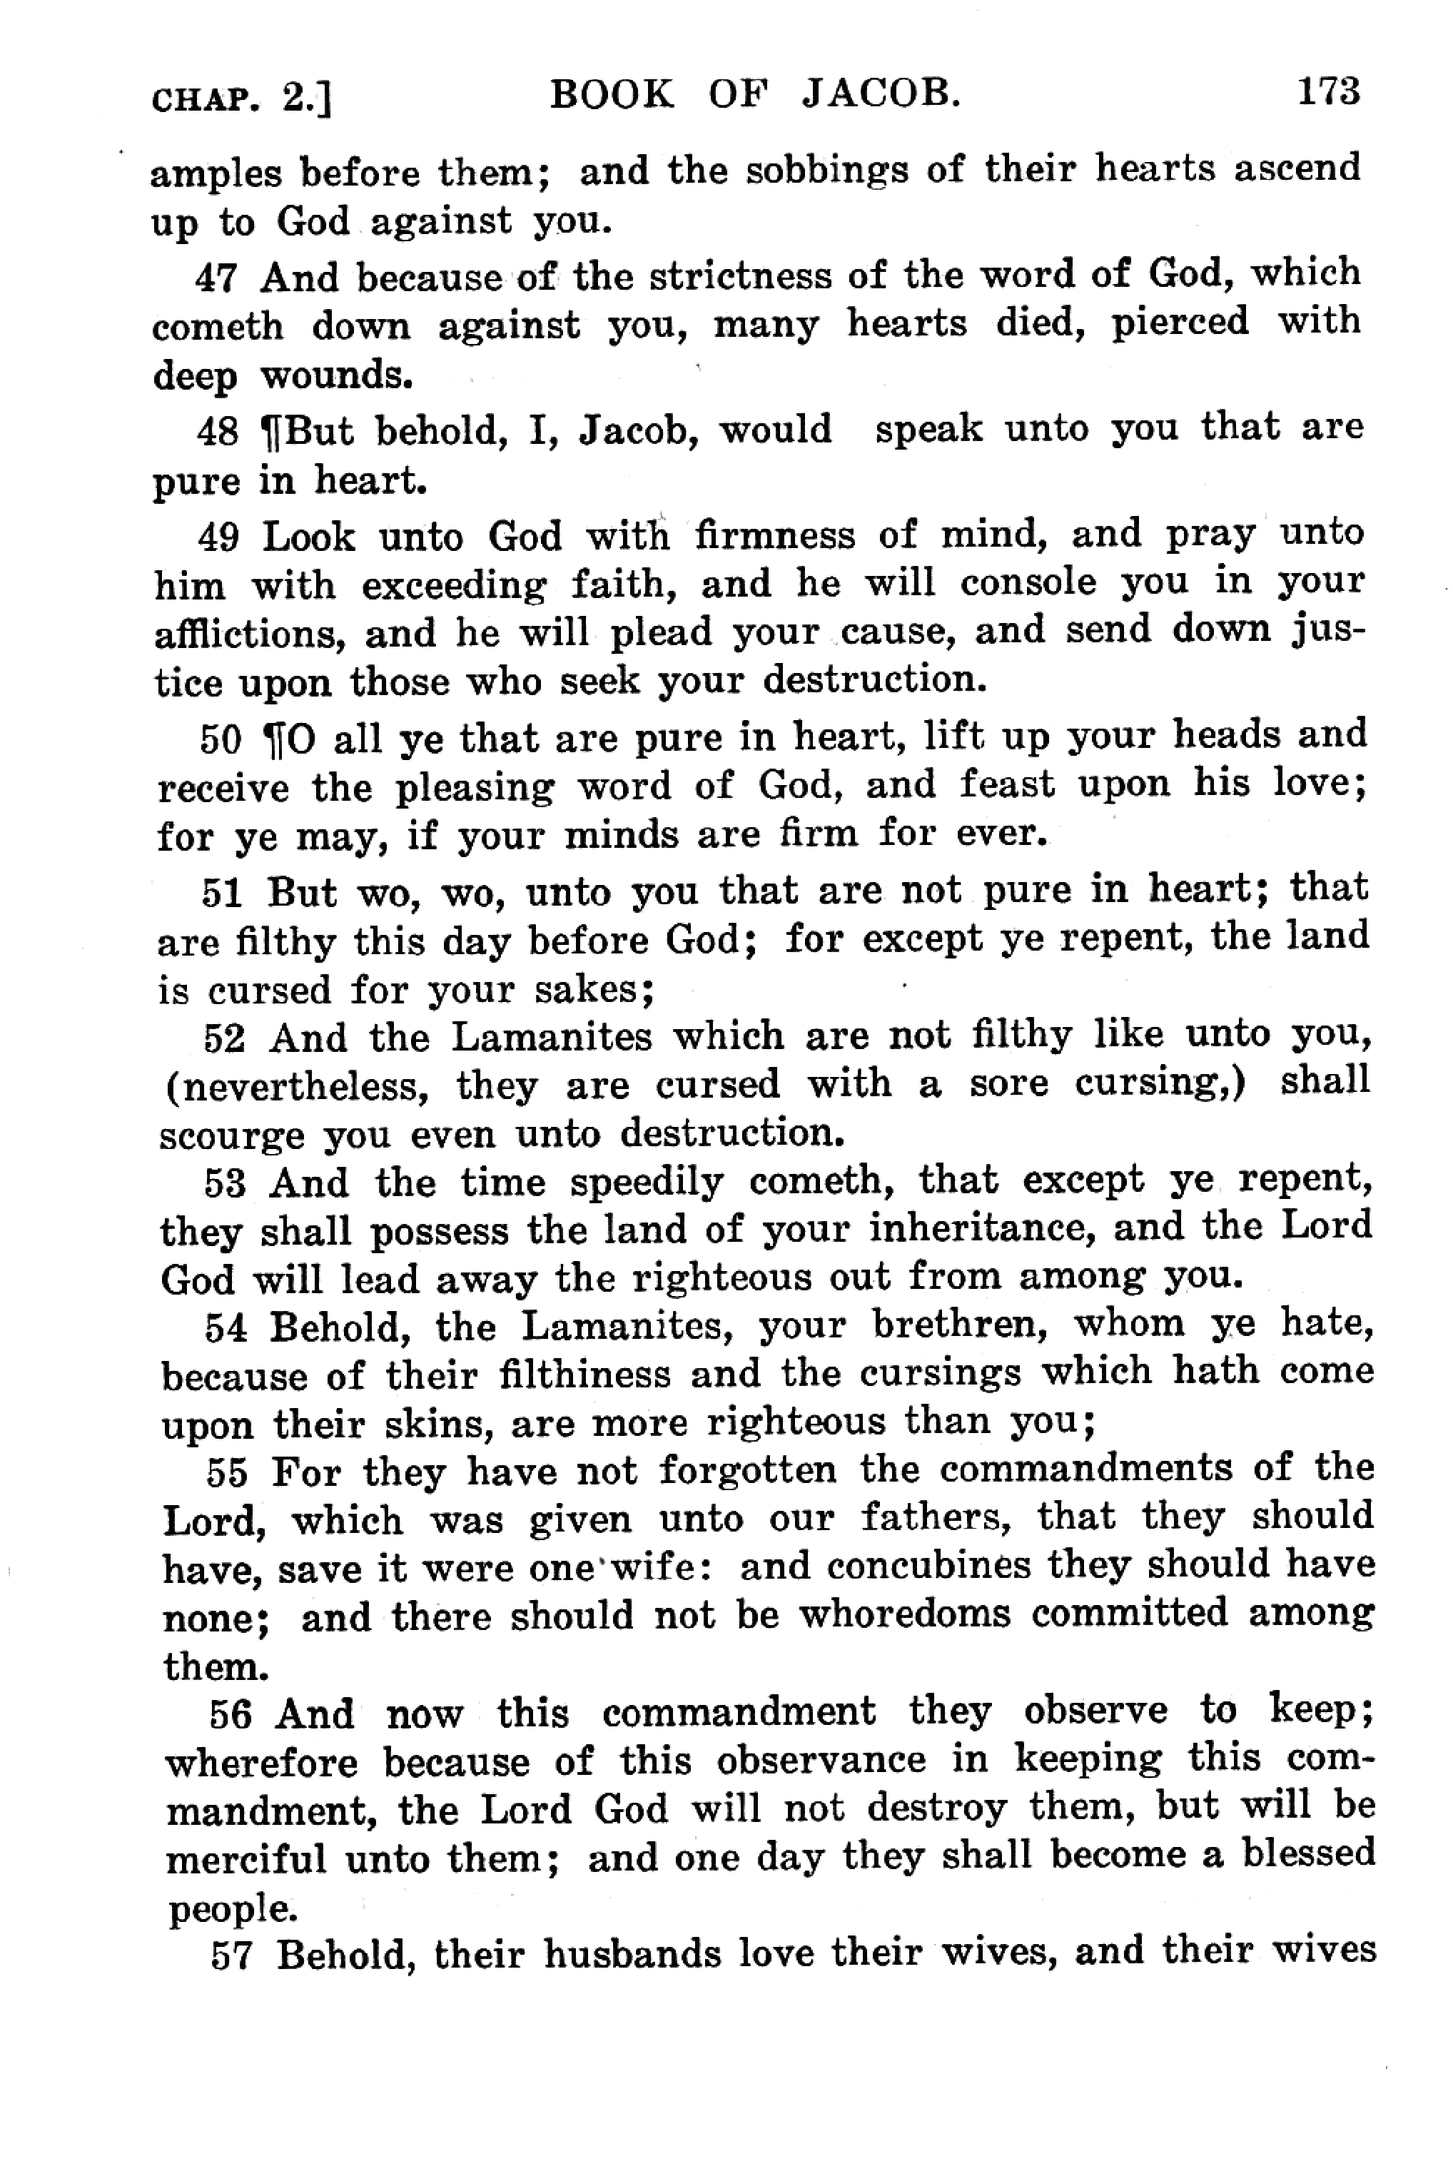 CHAP. 2.] BOOK OF JACOB. 173
amples before them; and the sobbings of their hearts ascend
up to God against you.
47 And because of the strictness of the word of God, which
cometh down against you, many hearts died, pierced with
deep wounds.
48 ¶But behold, I, Jacob, would speak unto you that are
pure in heart.
49 Look unto God with firmness of mind, and pray unto
him with exceeding faith, and he will console you in your
afflictions, and he will plead your cause, and send down jus-
tice upon those who seek your destruction.
50 ¶O all ye that are pure in heart, lift up your heads and
receive the pleasing word of God, and feast upon his love;
for ye may, if your minds are firm for ever.
51 But wo, wo, unto you that are not pure in heart; that
are filthy this day before God; for except ye repent, the land
is cursed for your sakes;
52 And the Lamanites which are not filthy like unto you,
(nevertheless, they are cursed with a sore cursing,) shall
scourge you even unto destruction.
53 And the time speedily cometh, that except ye repent,
they shall possess the land of your inheritance, and the Lord
God will lead away the righteous out from among you.
54 Behold, the Lamanites, your brethren, whom ye hate,
because of their filthiness and the cursings which hath come
upon their skins, are more righteous than you;
55 For they have not forgotten the commandments of the
Lord, which was given unto our fathers, that they should
have, save it were one wife: and concubines they should have
none; and there should not be whoredoms committed among
them.
56 And now this commandment they observe to keep;
wherefore because of this observance in keeping this com-
mandment, the Lord God will not destroy them, but will be
merciful unto them; and one day they shall become a blessed
people.
57 Behold, their husbands love their wives, and their wives